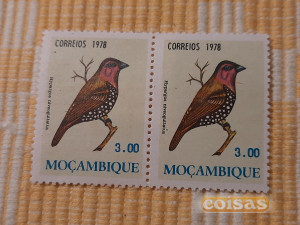 CORREIOS 1978
3.00
MOÇAMBIQUE
CORREIOS 1978
3.00
MOÇAMBIQUE
coisas